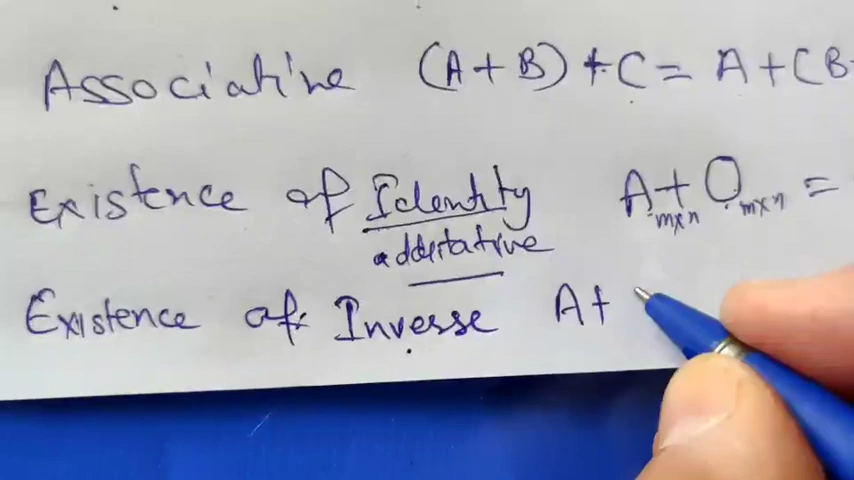 Associative (A+B)+C = A+(B+
Existence of Identity A m×n + O m×n =
additative
Existence of Inverse A+